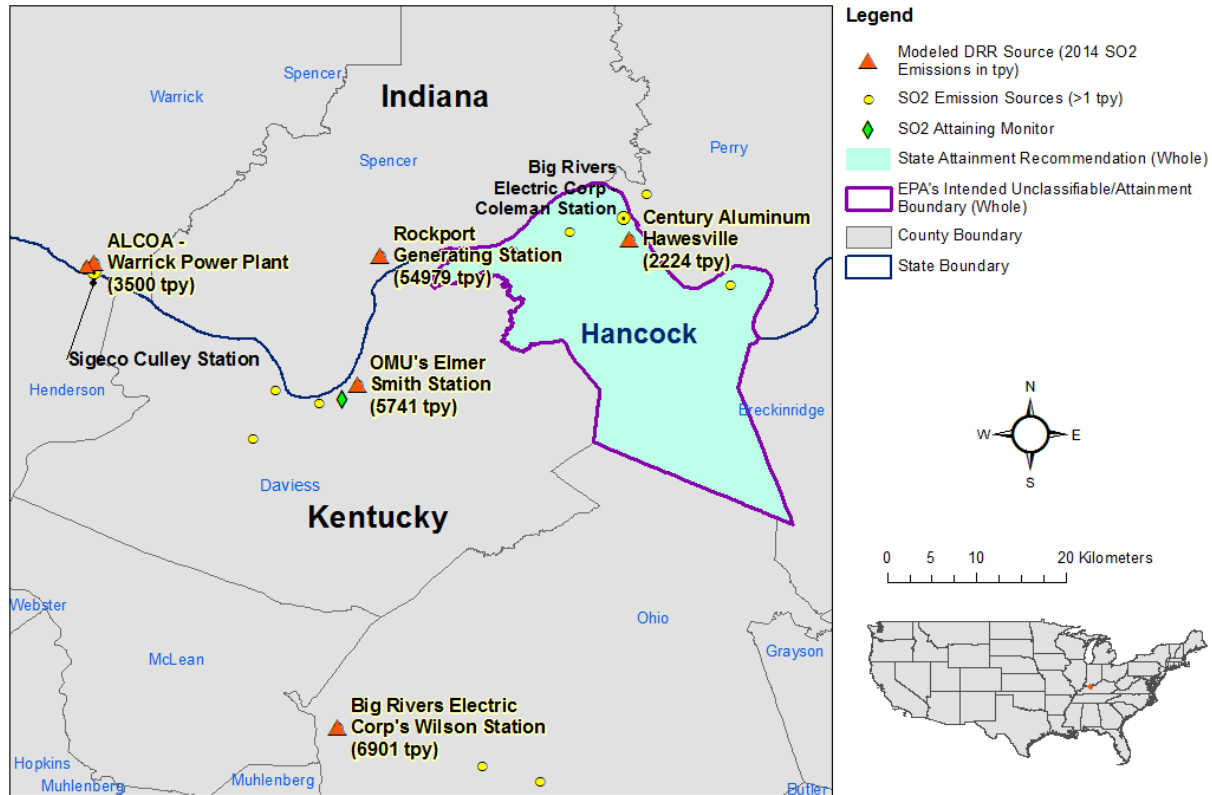 Spencer
Warrick
Indiana
Spencer
Perry
Big Rivers
Electric Corp -
Coleman Station
Century Aluminum
Hawesville
(2224 tpy)
Rockport
Generating Station
(54979 tpy)
ALCOA -
Warrick Power Plant
(3500 tpy)
Hancock
Sigeco Culley Station
OMU's Elmer
Smith Station
(5741 tpy)
Henderson
Breckinridge
Daviess
Kentucky
Webster
Ohio
McLean
Grayson
Big Rivers Electric
Corp's Wilson Station
(6901 tpy)
Hopkins
Muhlenberg
Muhlenberg
Butler
Legend
Modeled DRR Source (2014 SO2
Emissions in tpy)
SO2 Emission Sources (>1 tpy)
SO2 Attaining Monitor
State Attainment Recommendation (Whole)
EPA's Intended Unclassifiable/Attainment
Boundary (Whole)
County Boundary
State Boundary
N
W E
S
0 5 10 20 Kilometers